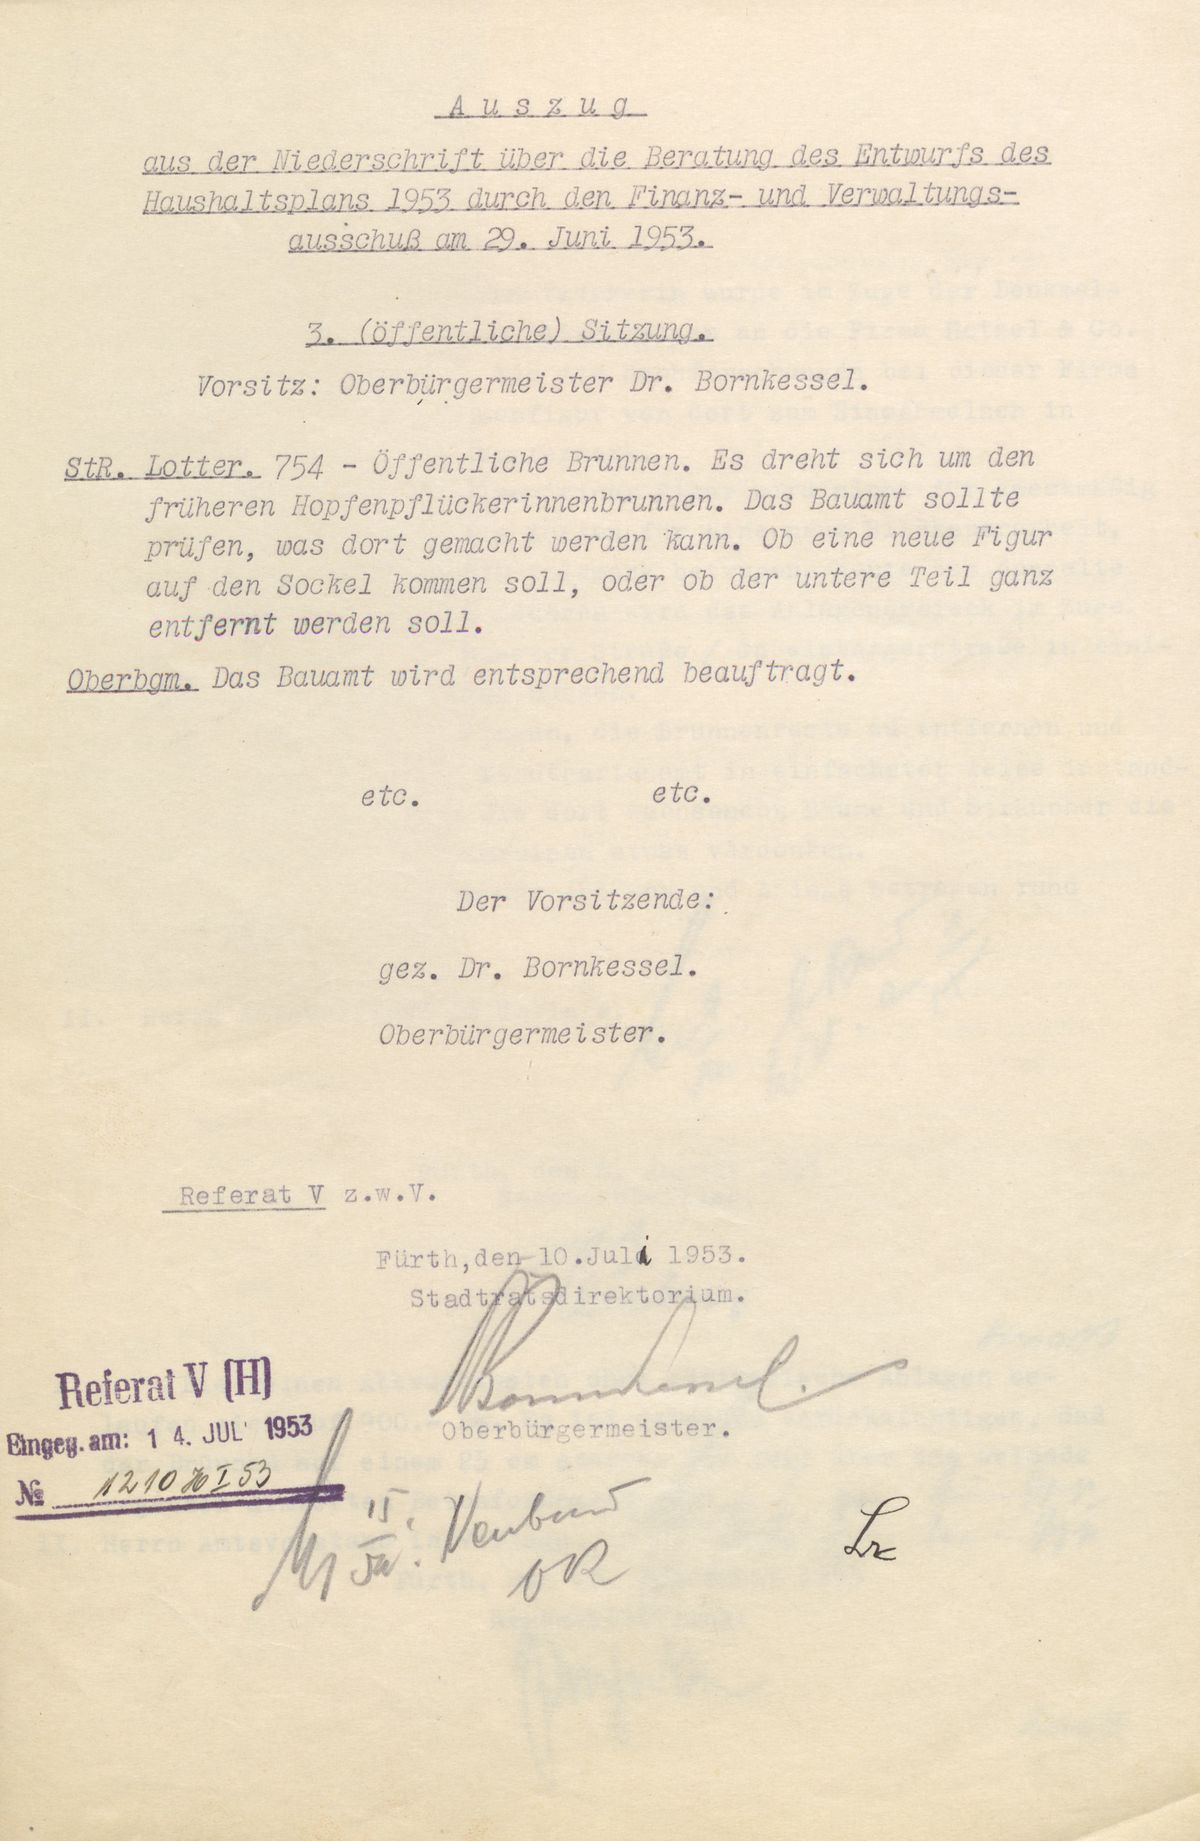 Auszug
aus der Niederschrift über die Beratung des Entwurfs des
Haushaltsplans 1953 durch den Finanz- und Verwaltungs-
ausschuß am 29. Juni 1953.
3. (öffentliche) Sitzung.
Vorsitz: Oberbürgermeister Dr. Bornkessel.
StR. Lotter. 754 - Öffentliche Brunnen. Es dreht sich um den
früheren Hopfenpflückerinnenbrunnen. Das Bauamt sollte
prüfen, was dort gemacht werden kann. Ob eine neue Figur
auf den Sockel kommen soll, oder ob der untere Teil ganz
entfernt werden soll.
Oberbgm. Das Bauamt wird entsprechend beauftragt.
etc. etc.
Der Vorsitzende:
gez. Dr. Bornkessel.
Oberbürgermeister.
Referat V z.w.V.
Fürth,den 10.Juli 1953.
Stadtratsdirektorium.
Bornkessel.
Oberbürgermeister.
Referat V (H)
Eingeg. am: 14. JUL 1953
№ 1210 H I 53